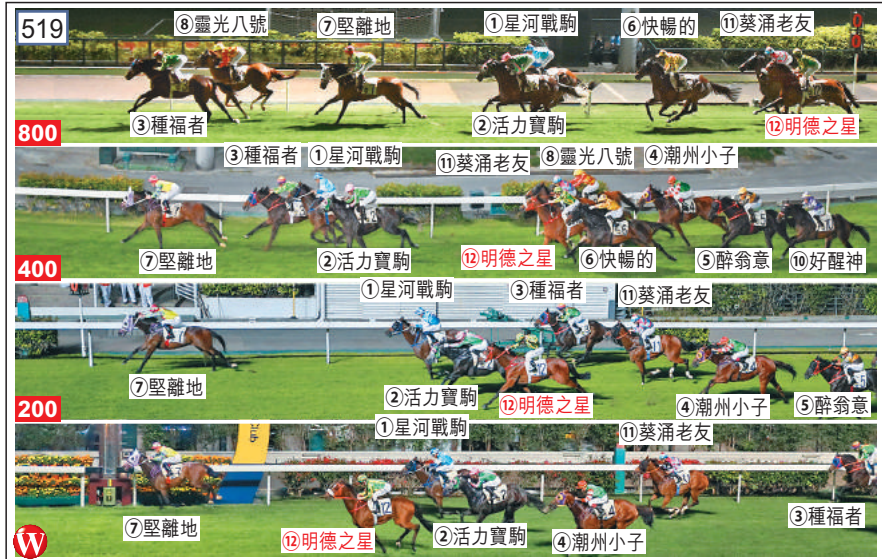 519
⑧靈光八號 ⑦堅離地 ①星河戰駒 ⑥快暢的 ⑪葵涌老友
③種福者 ②活力寶駒 ⑫明德之星
800
③種福者 ①星河戰駒 ⑪葵涌老友 ⑧靈光八號 ④潮州小子
⑦堅離地 ②活力寶駒 ⑫明德之星 ⑥快暢的 ⑤醉翁意 ⑩好醒神
400
①星河戰駒 ③種福者 ⑪葵涌老友
⑦堅離地 ②活力寶駒 ⑫明德之星 ④潮州小子 ⑤醉翁意
200
①星河戰駒 ⑪葵涌老友
Club
⑦堅離地 ⑫明德之星 ②活力寶駒 ④潮州小子 ③種福者
W